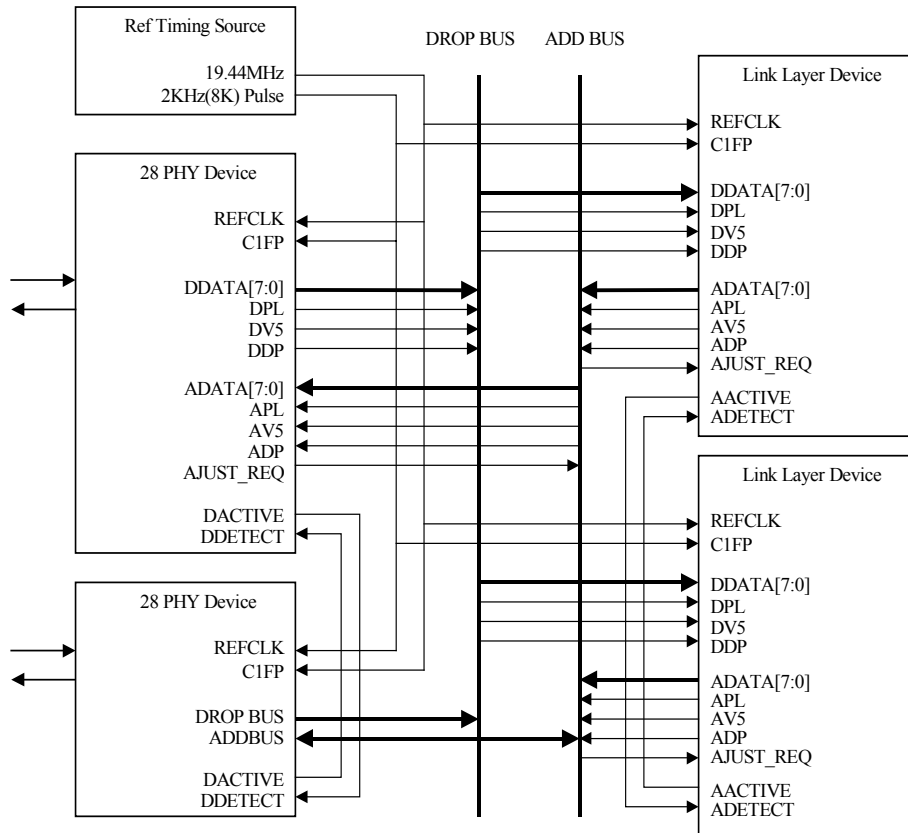 Ref Timing Source
19.44MHz
2KHz(8K) Pulse
DROP BUS
ADD BUS
28 PHY Device
REFCLK
C1FP
DDATA[7:0]
DPL
DV5
DDP
ADATA[7:0]
APL
AV5
ADP
AJUST_REQ
DACTIVE
DDETECT
28 PHY Device
REFCLK
C1FP
DROP BUS
ADDBUS
DACTIVE
DDETECT
Link Layer Device
REFCLK
C1FP
DDATA[7:0]
DPL
DV5
DDP
ADATA[7:0]
APL
AV5
ADP
AJUST_REQ
AACTIVE
ADETECT
Link Layer Device
REFCLK
C1FP
DDATA[7:0]
DPL
DV5
DDP
ADATA[7:0]
APL
AV5
ADP
AJUST_REQ
AACTIVE
ADETECT